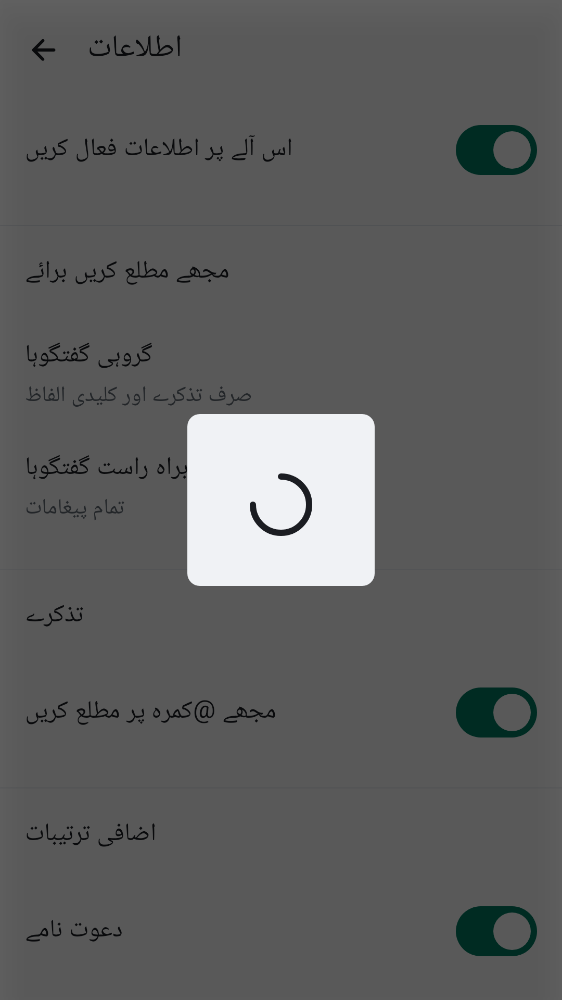 اطلاعات
اس آلے پر اطلاعات فعال کریں
مجھے مطلع کریں برائے
گروہی گفتگوہا
صرف تذکرے اور کلیدی الفاظ
براہ راست گفتگوہا
تمام پیغامات
تذکرے
مجھے @کمرہ پر مطلع کریں
اضافی ترتیبات
دعوت نامے